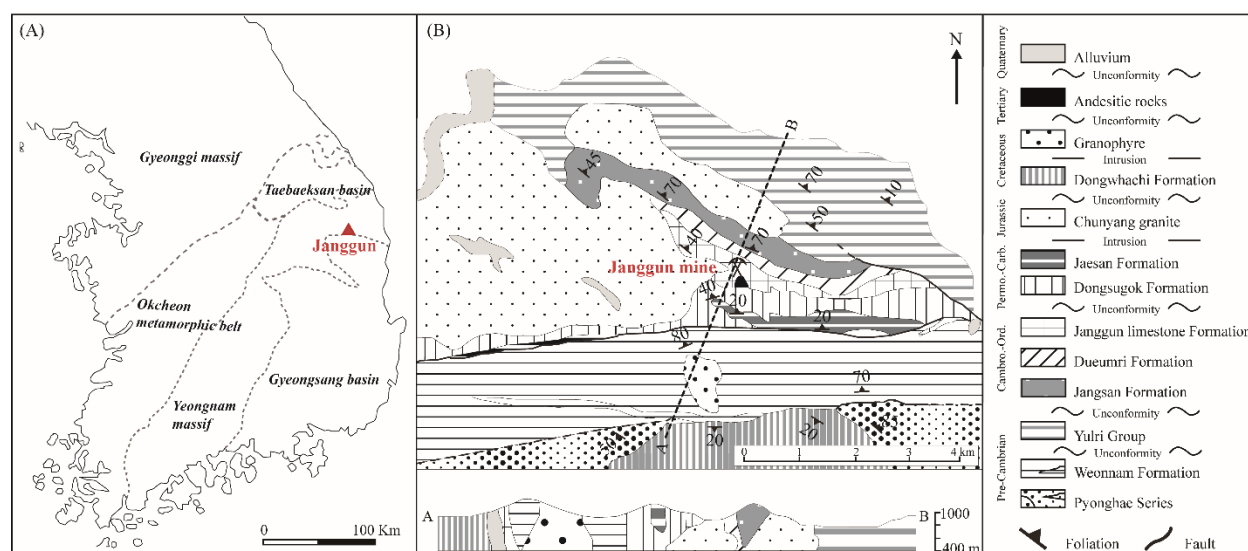 (A)
Gyeonggi massif
Taebaeksan basin
Janggun
Okcheon
metamorphic belt
Gyeongsang basin
Yeongnam
massif
0 100 Km
(B)
N
B
45
70
70
10
50
40
70
Janggun mine
40
20
20
80
70
50
A
20
20
85
0 1 2 3 4 km
A
B
1000
400 m
Quaternary
Alluvium
Unconformity
Tertiary
Andesitic rocks
Unconformity
Cretaceous
Granophyre
Intrusion
Dongwhachi Formation
Unconformity
Jurassic
Chunyang granite
Intrusion
Permo.-Carb.
Jaesan Formation
Dongsugok Formation
Unconformity
Cambro.-Ord.
Janggun limestone Formation
Dueumri Formation
Jangsan Formation
Unconformity
Pre-Cambrian
Yulri Group
Unconformity
Weonnam Formation
Pyonghae Series
Foliation
Fault